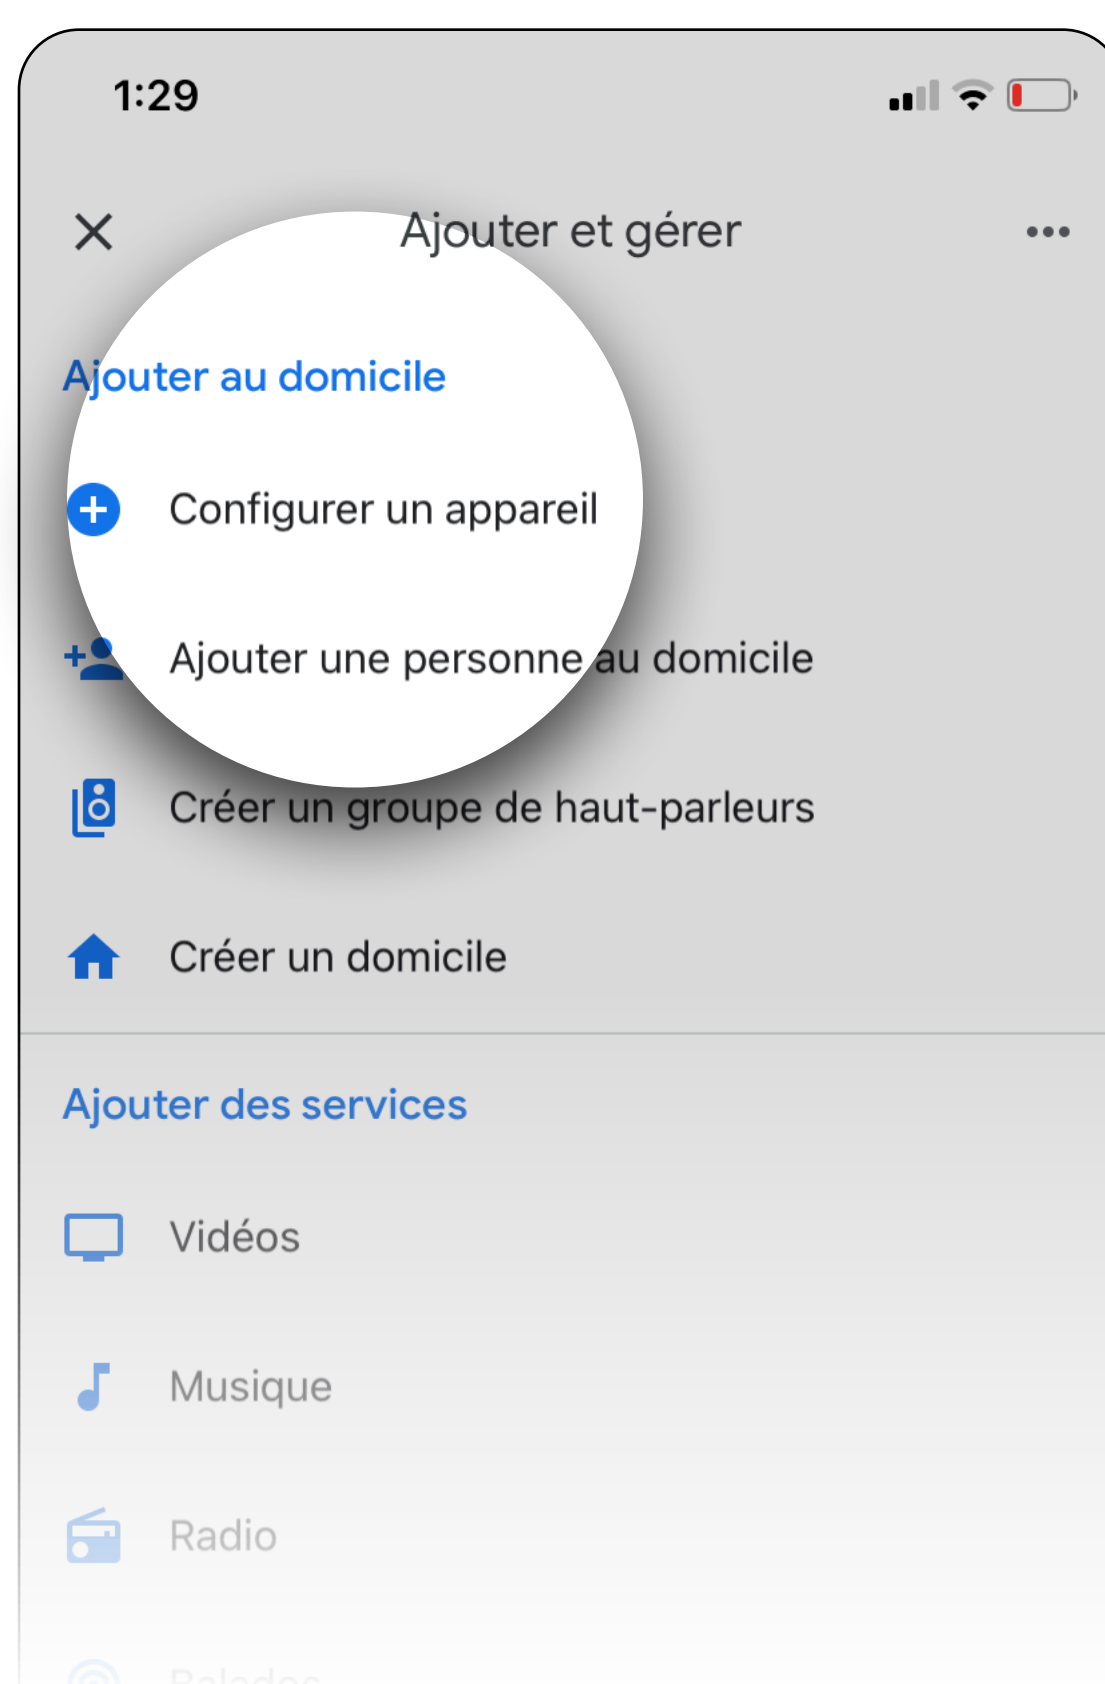 1:29
Ajouter et gérer
Ajouter au domicile
Configurer un appareil
Ajouter une personne au domicile
Créer un groupe de haut-parleurs
Créer un domicile
Ajouter des services
Vidéos
Musique
Radio
Balados